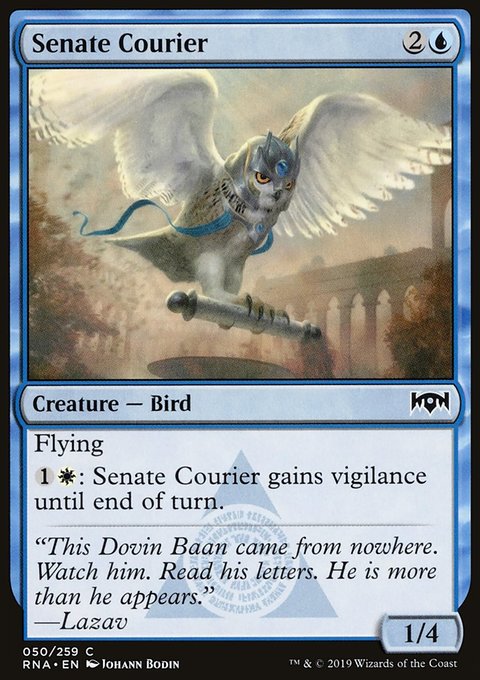 Senate Courier 2
Creature — Bird
Flying
1 : Senate Courier gains vigilance
until end of turn.
“This Dovin Baan came from nowhere.
Watch him. Read his letters. He is more
than he appears.”
—Lazav
1/4
050/259 C
RNA • EN Johann Bodin
™ & © 2019 Wizards of the Coast